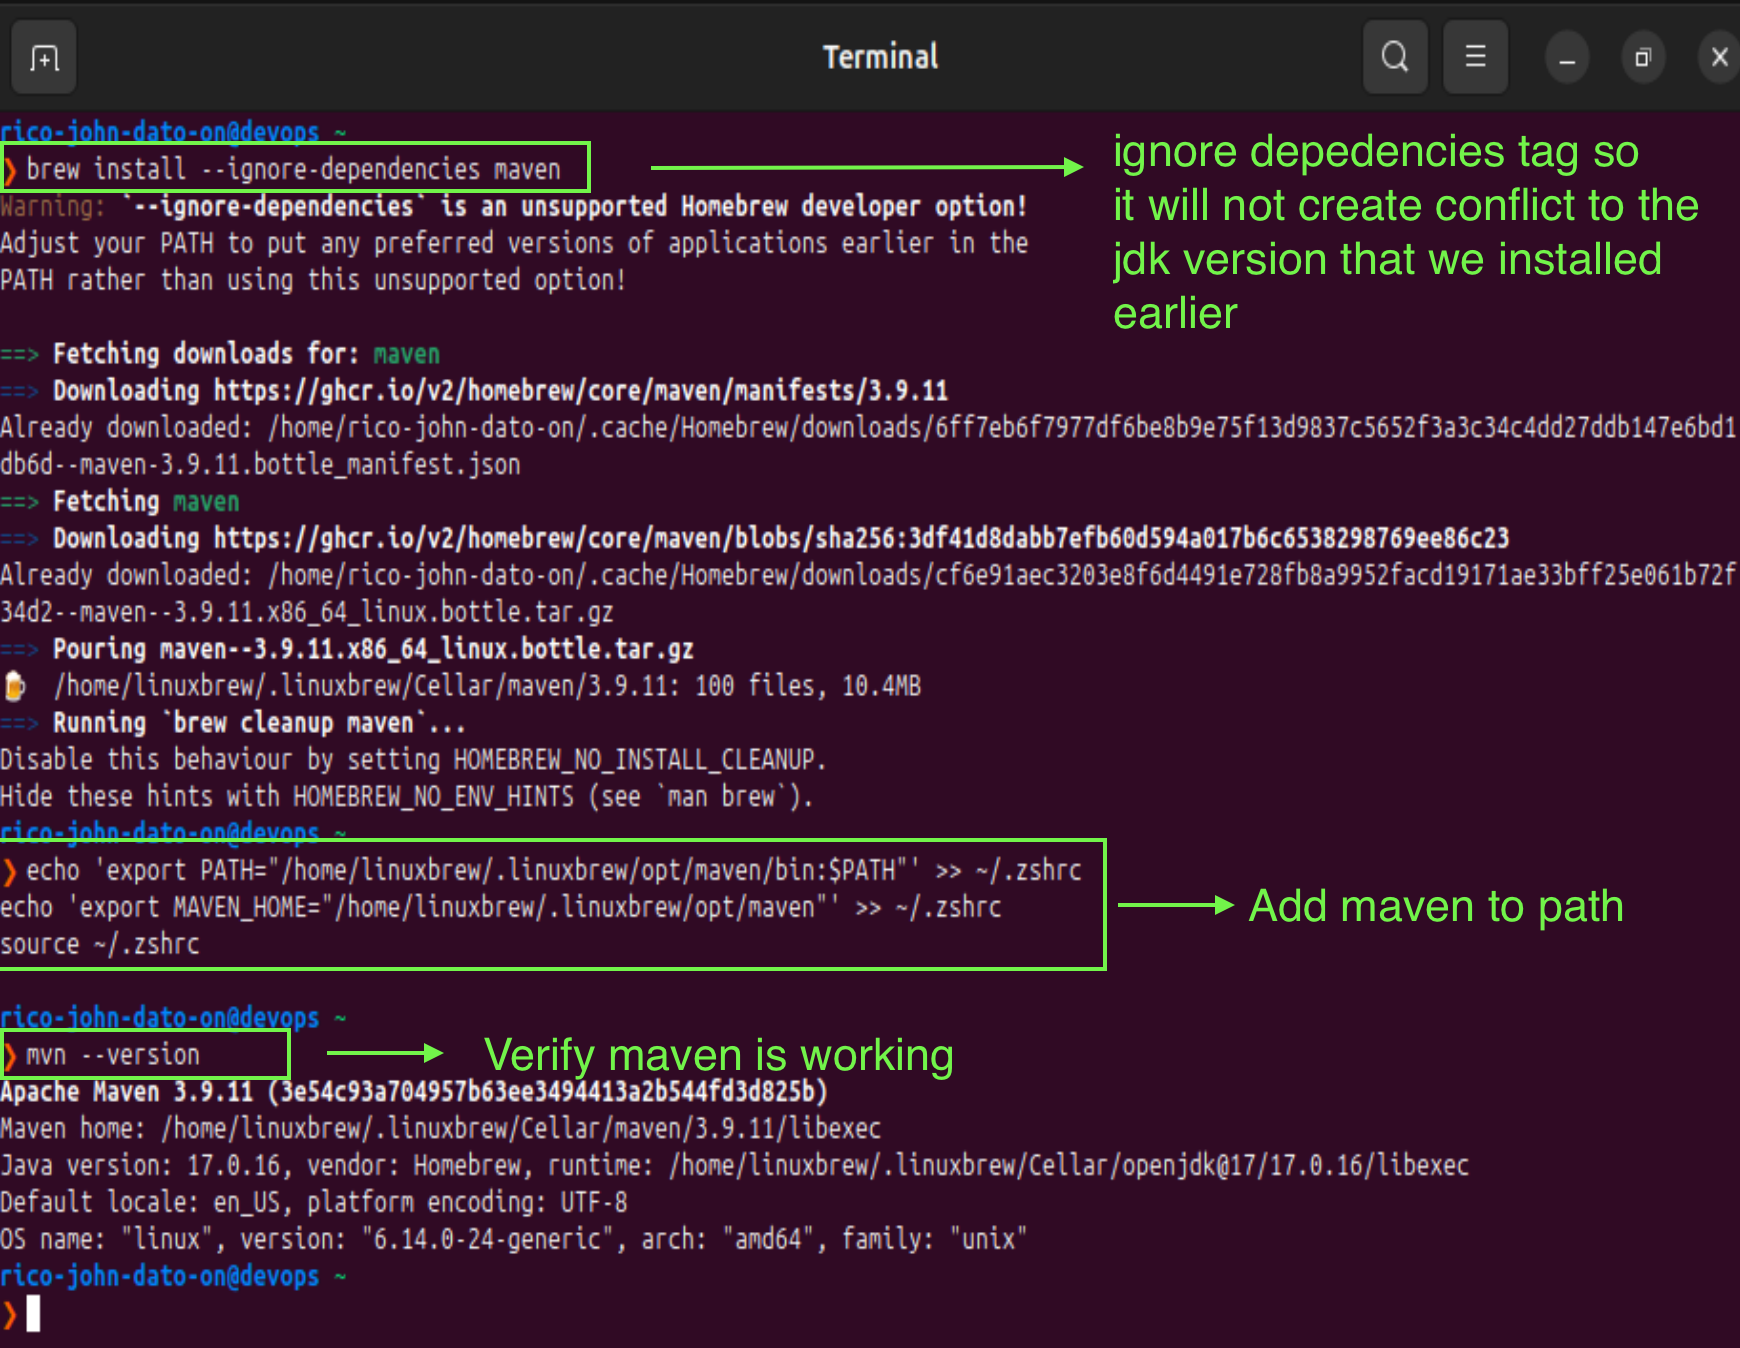 Terminal
rico-john-dato-on@devops ~
❯ brew install --ignore-dependencies maven
Warning: `--ignore-dependencies` is an unsupported Homebrew developer option!
Adjust your PATH to put any preferred versions of applications earlier in the
PATH rather than using this unsupported option!
ignore depedencies tag so
it will not create conflict to the
jdk version that we installed
earlier
==> Fetching downloads for: maven
==> Downloading https://ghcr.io/v2/homebrew/core/maven/manifests/3.9.11
Already downloaded: /home/rico-john-dato-on/.cache/Homebrew/downloads/6ff7eb6f7977df6be8b9e75f13d9837c5652f3a3c34c4dd27ddb147e6bd1
db6d--maven-3.9.11.bottle_manifest.json
==> Fetching maven
==> Downloading https://ghcr.io/v2/homebrew/core/maven/blobs/sha256:3df41d8dabb7efb60d594a017b6c6538298769ee86c23
Already downloaded: /home/rico-john-dato-on/.cache/Homebrew/downloads/cf6e91aec3203e8f6d4491e728fb8a9952facd19171ae33bff25e061b72f
34d2--maven--3.9.11.x86_64_linux.bottle.tar.gz
==> Pouring maven--3.9.11.x86_64_linux.bottle.tar.gz
🍺 /home/linuxbrew/.linuxbrew/Cellar/maven/3.9.11: 100 files, 10.4MB
==> Running `brew cleanup maven`...
Disable this behaviour by setting HOMEBREW_NO_INSTALL_CLEANUP.
Hide these hints with HOMEBREW_NO_ENV_HINTS (see `man brew`).
rico-john-dato-on@devops ~
❯ echo 'export PATH="/home/linuxbrew/.linuxbrew/opt/maven/bin:$PATH"' >> ~/.zshrc
echo 'export MAVEN_HOME="/home/linuxbrew/.linuxbrew/opt/maven"' >> ~/.zshrc
source ~/.zshrc
Add maven to path
rico-john-dato-on@devops ~
❯ mvn --version
Verify maven is working
Apache Maven 3.9.11 (3e54c93a704957b63ee3494413a2b544fd3d825b)
Maven home: /home/linuxbrew/.linuxbrew/Cellar/maven/3.9.11/libexec
Java version: 17.0.16, vendor: Homebrew, runtime: /home/linuxbrew/.linuxbrew/Cellar/openjdk@17/17.0.16/libexec
Default locale: en_US, platform encoding: UTF-8
OS name: "linux", version: "6.14.0-24-generic", arch: "amd64", family: "unix"
rico-john-dato-on@devops ~
❯